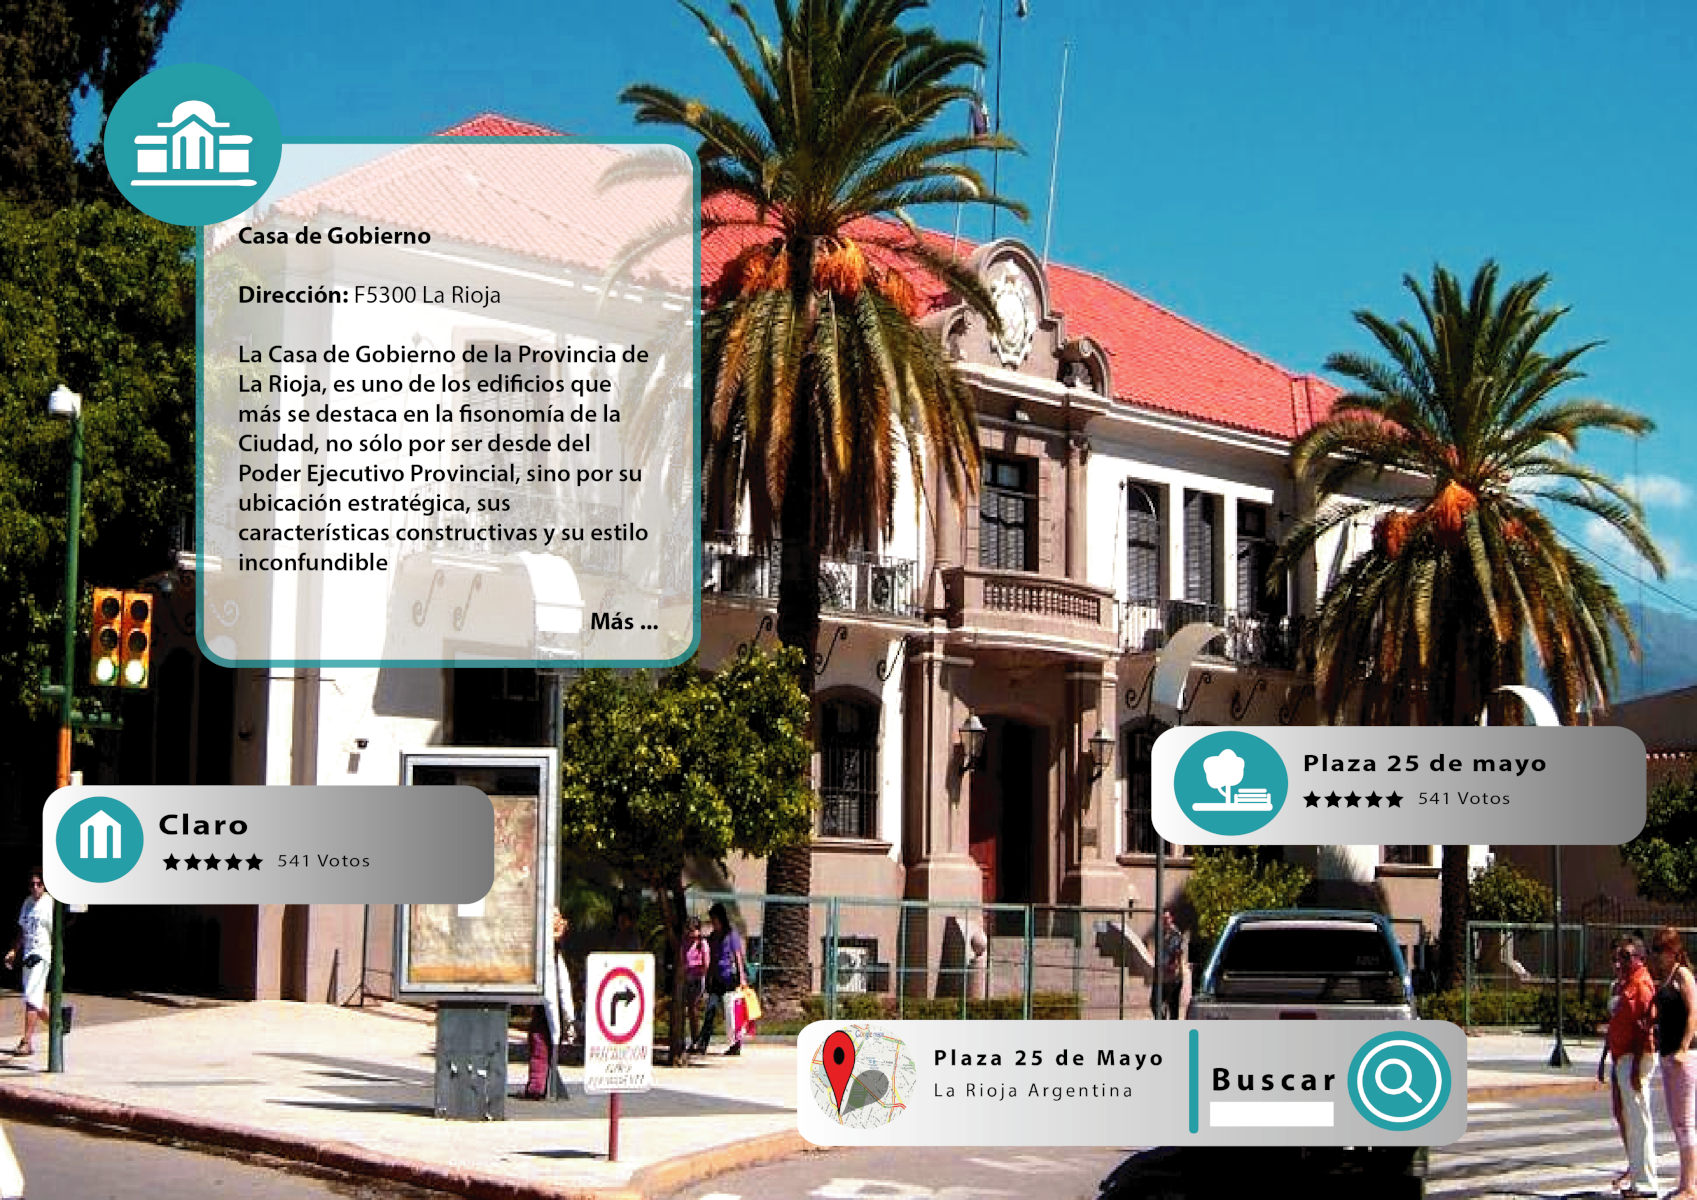 Casa de Gobierno
Dirección: F5300 La Rioja
La Casa de Gobierno de la Provincia de
La Rioja, es uno de los edificios que
más se destaca en la fisonomía de la
Ciudad, no sólo por ser desde del
Poder Ejecutivo Provincial, sino por su
ubicación estratégica, sus
características constructivas y su estilo
inconfundible
Más ...
Plaza 25 de mayo
541 Votos
Claro
541 Votos
PRECAUCION
Plaza 25 de Mayo
La Rioja Argentina
Buscar